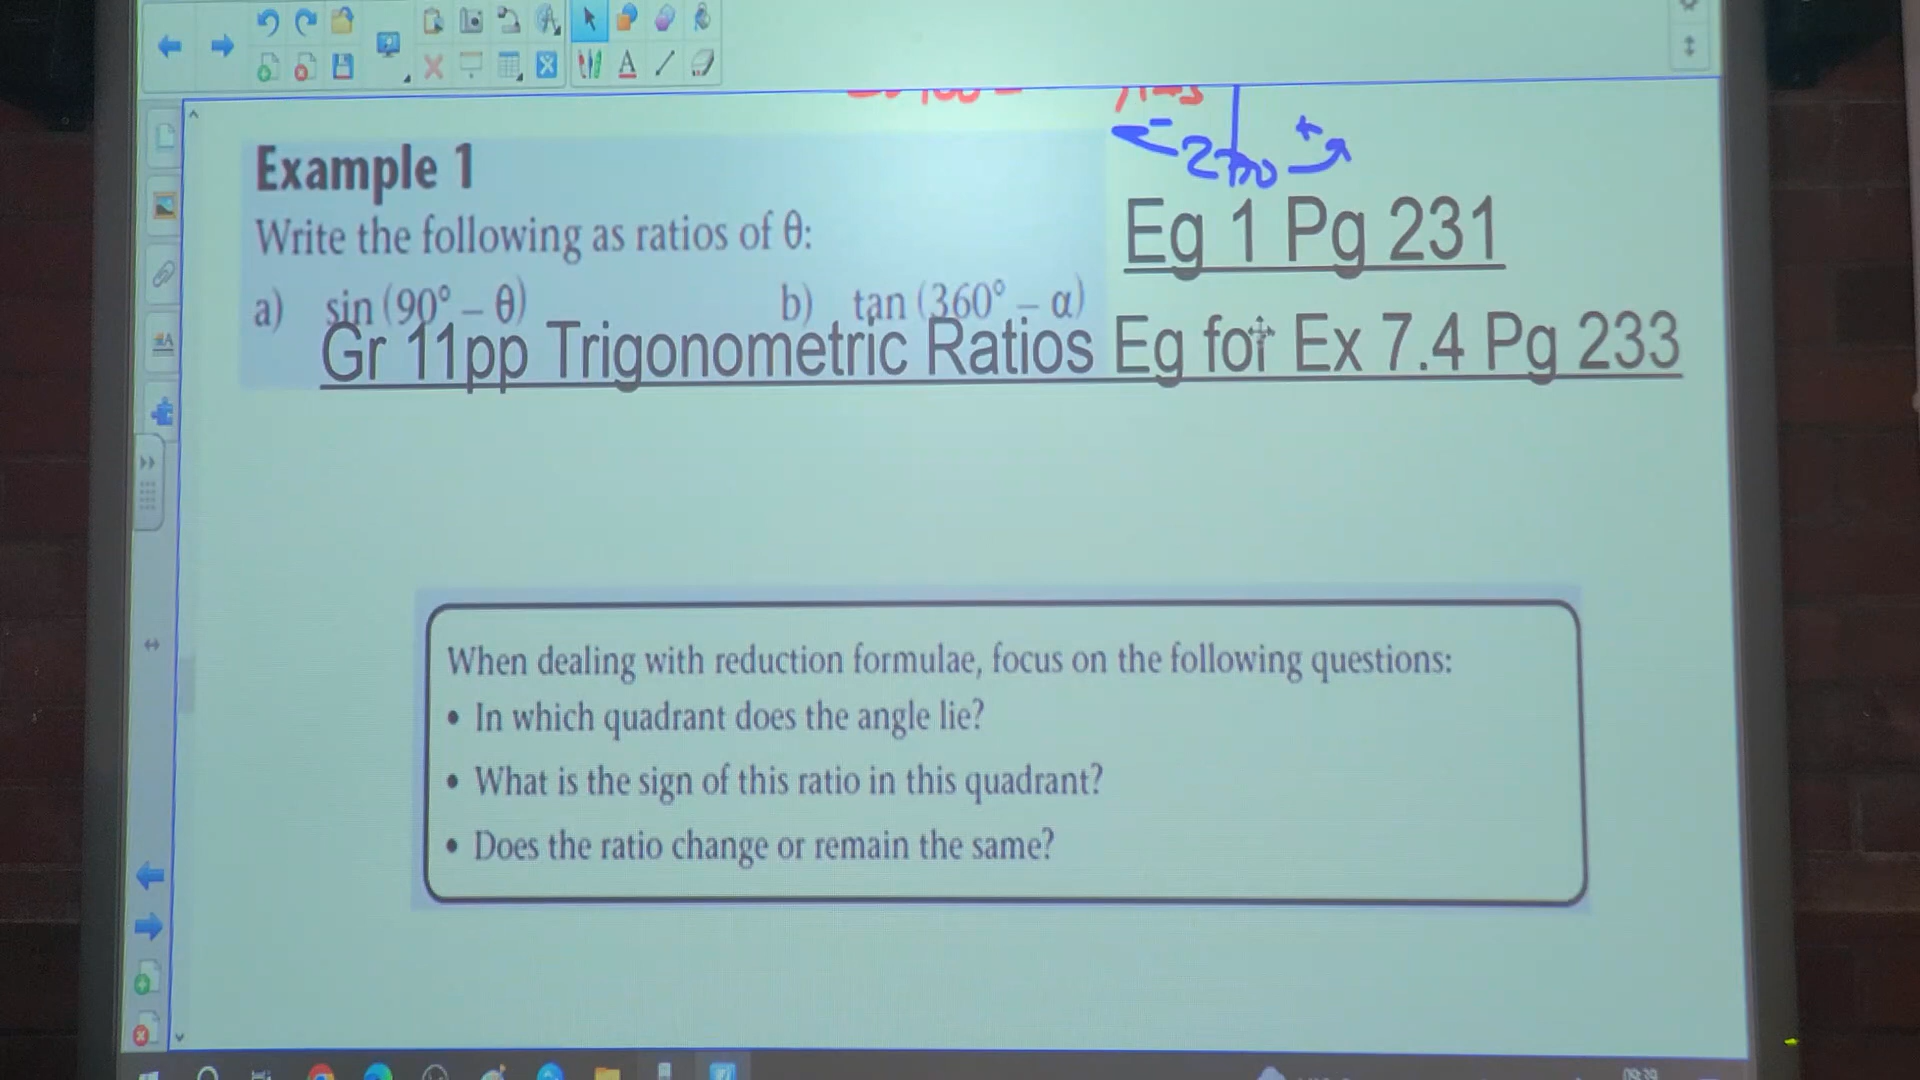 Example 1
Write the following as ratios of θ:
a) sin (90° – θ) b) tan (360° – α)
- +
270
Eg 1 Pg 231
Gr 11pp Trigonometric Ratios Eg for Ex 7.4 Pg 233
When dealing with reduction formulae, focus on the following questions:
• In which quadrant does the angle lie?
• What is the sign of this ratio in this quadrant?
• Does the ratio change or remain the same?